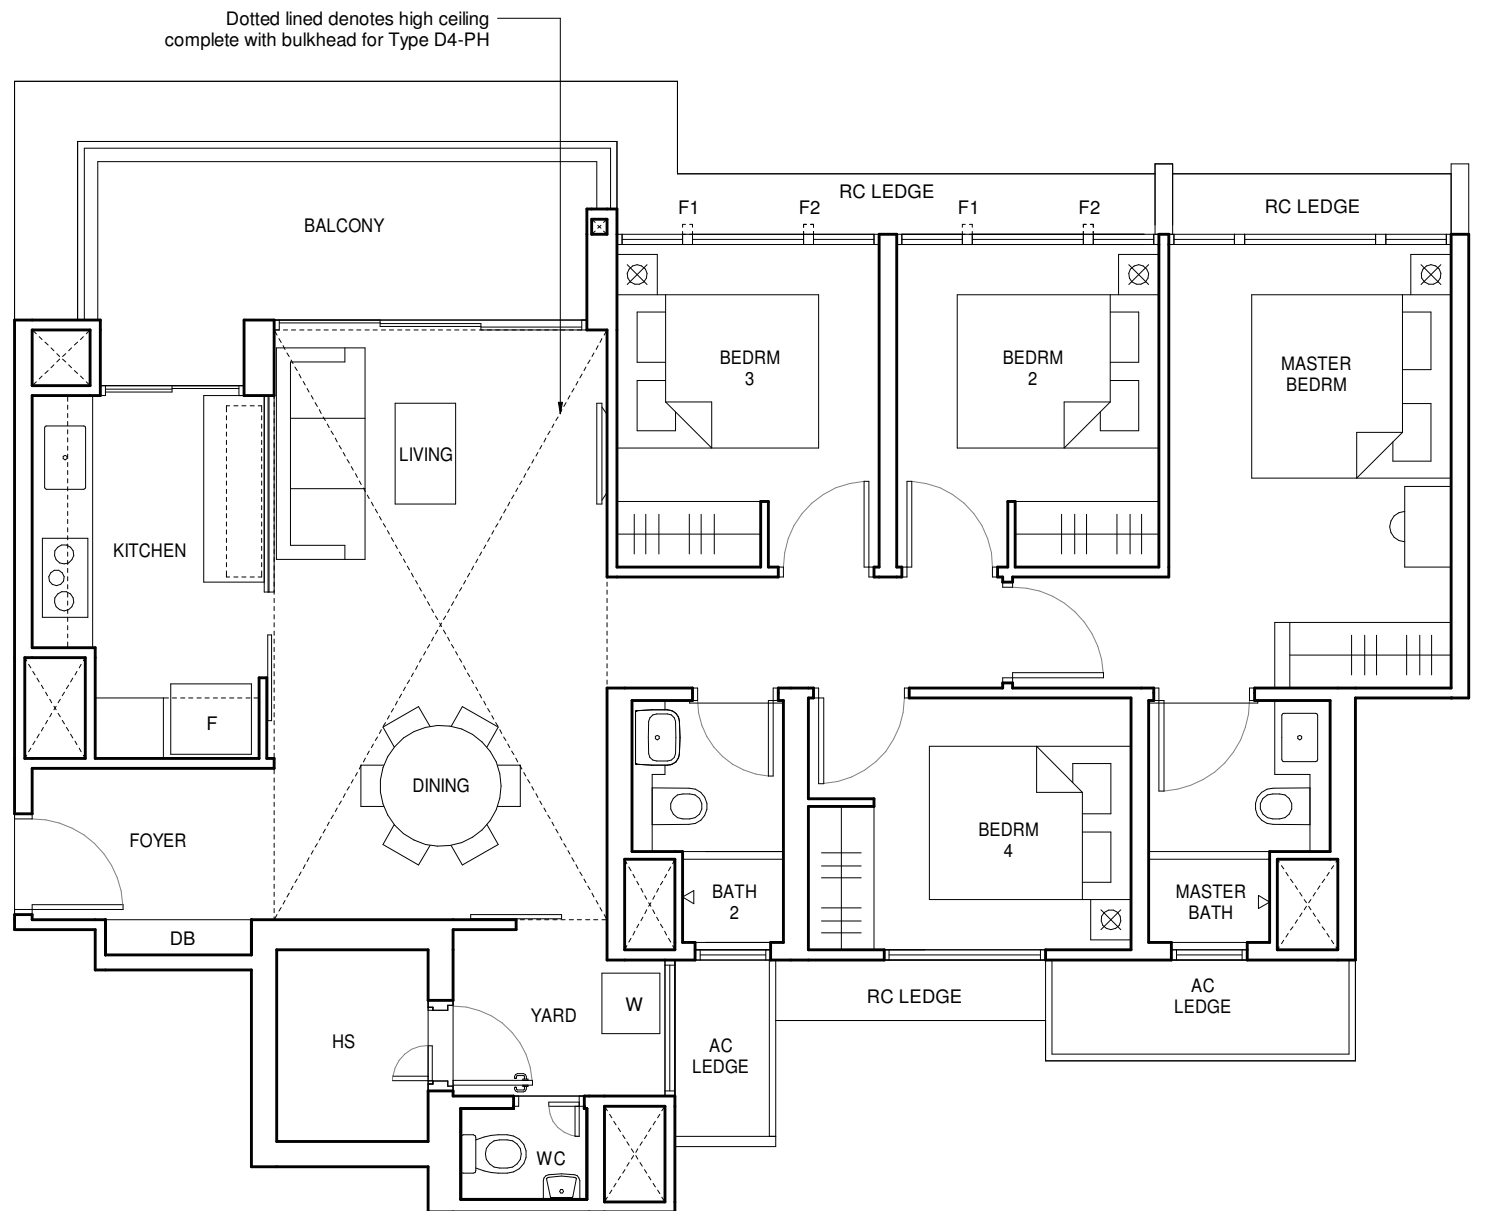 Dotted lined denotes high ceiling
complete with bulkhead for Type D4-PH
RC LEDGE
RC LEDGE
F1
F2
F1
F2
BALCONY
BEDRM
3
BEDRM
2
MASTER
BEDRM
LIVING
KITCHEN
F
DINING
FOYER
BEDRM
4
BATH
2
MASTER
BATH
DB
RC LEDGE
AC
LEDGE
W
YARD
HS
AC
LEDGE
WC